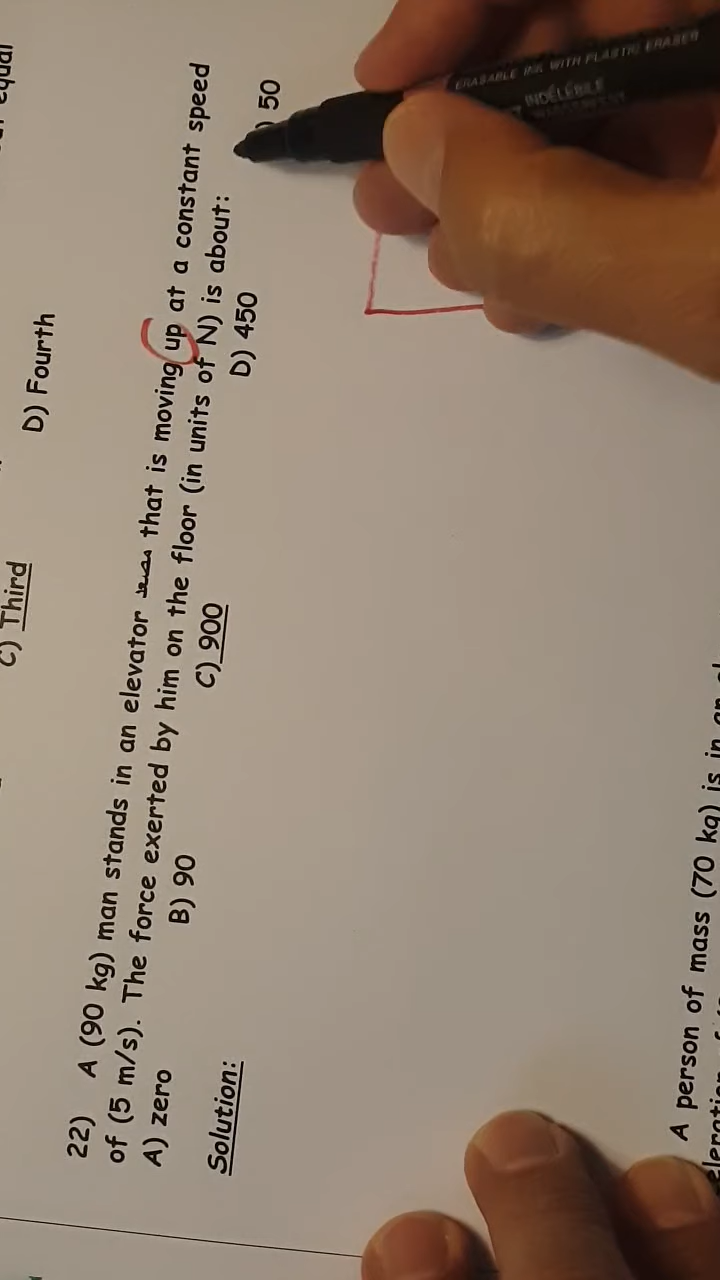 D) Fourth
C) Third
22) A (90 kg) man stands in an elevator that is moving up at a constant speed
of (5 m/s). The force exerted by him on the floor (in units of N) is about:
A) zero B) 90 C) 900 D) 450 ) 50
Solution:
A person of mass (70 kg) is in
ERASABLE INK WITH PLASTIC ERASER
INDÉLÉBILE